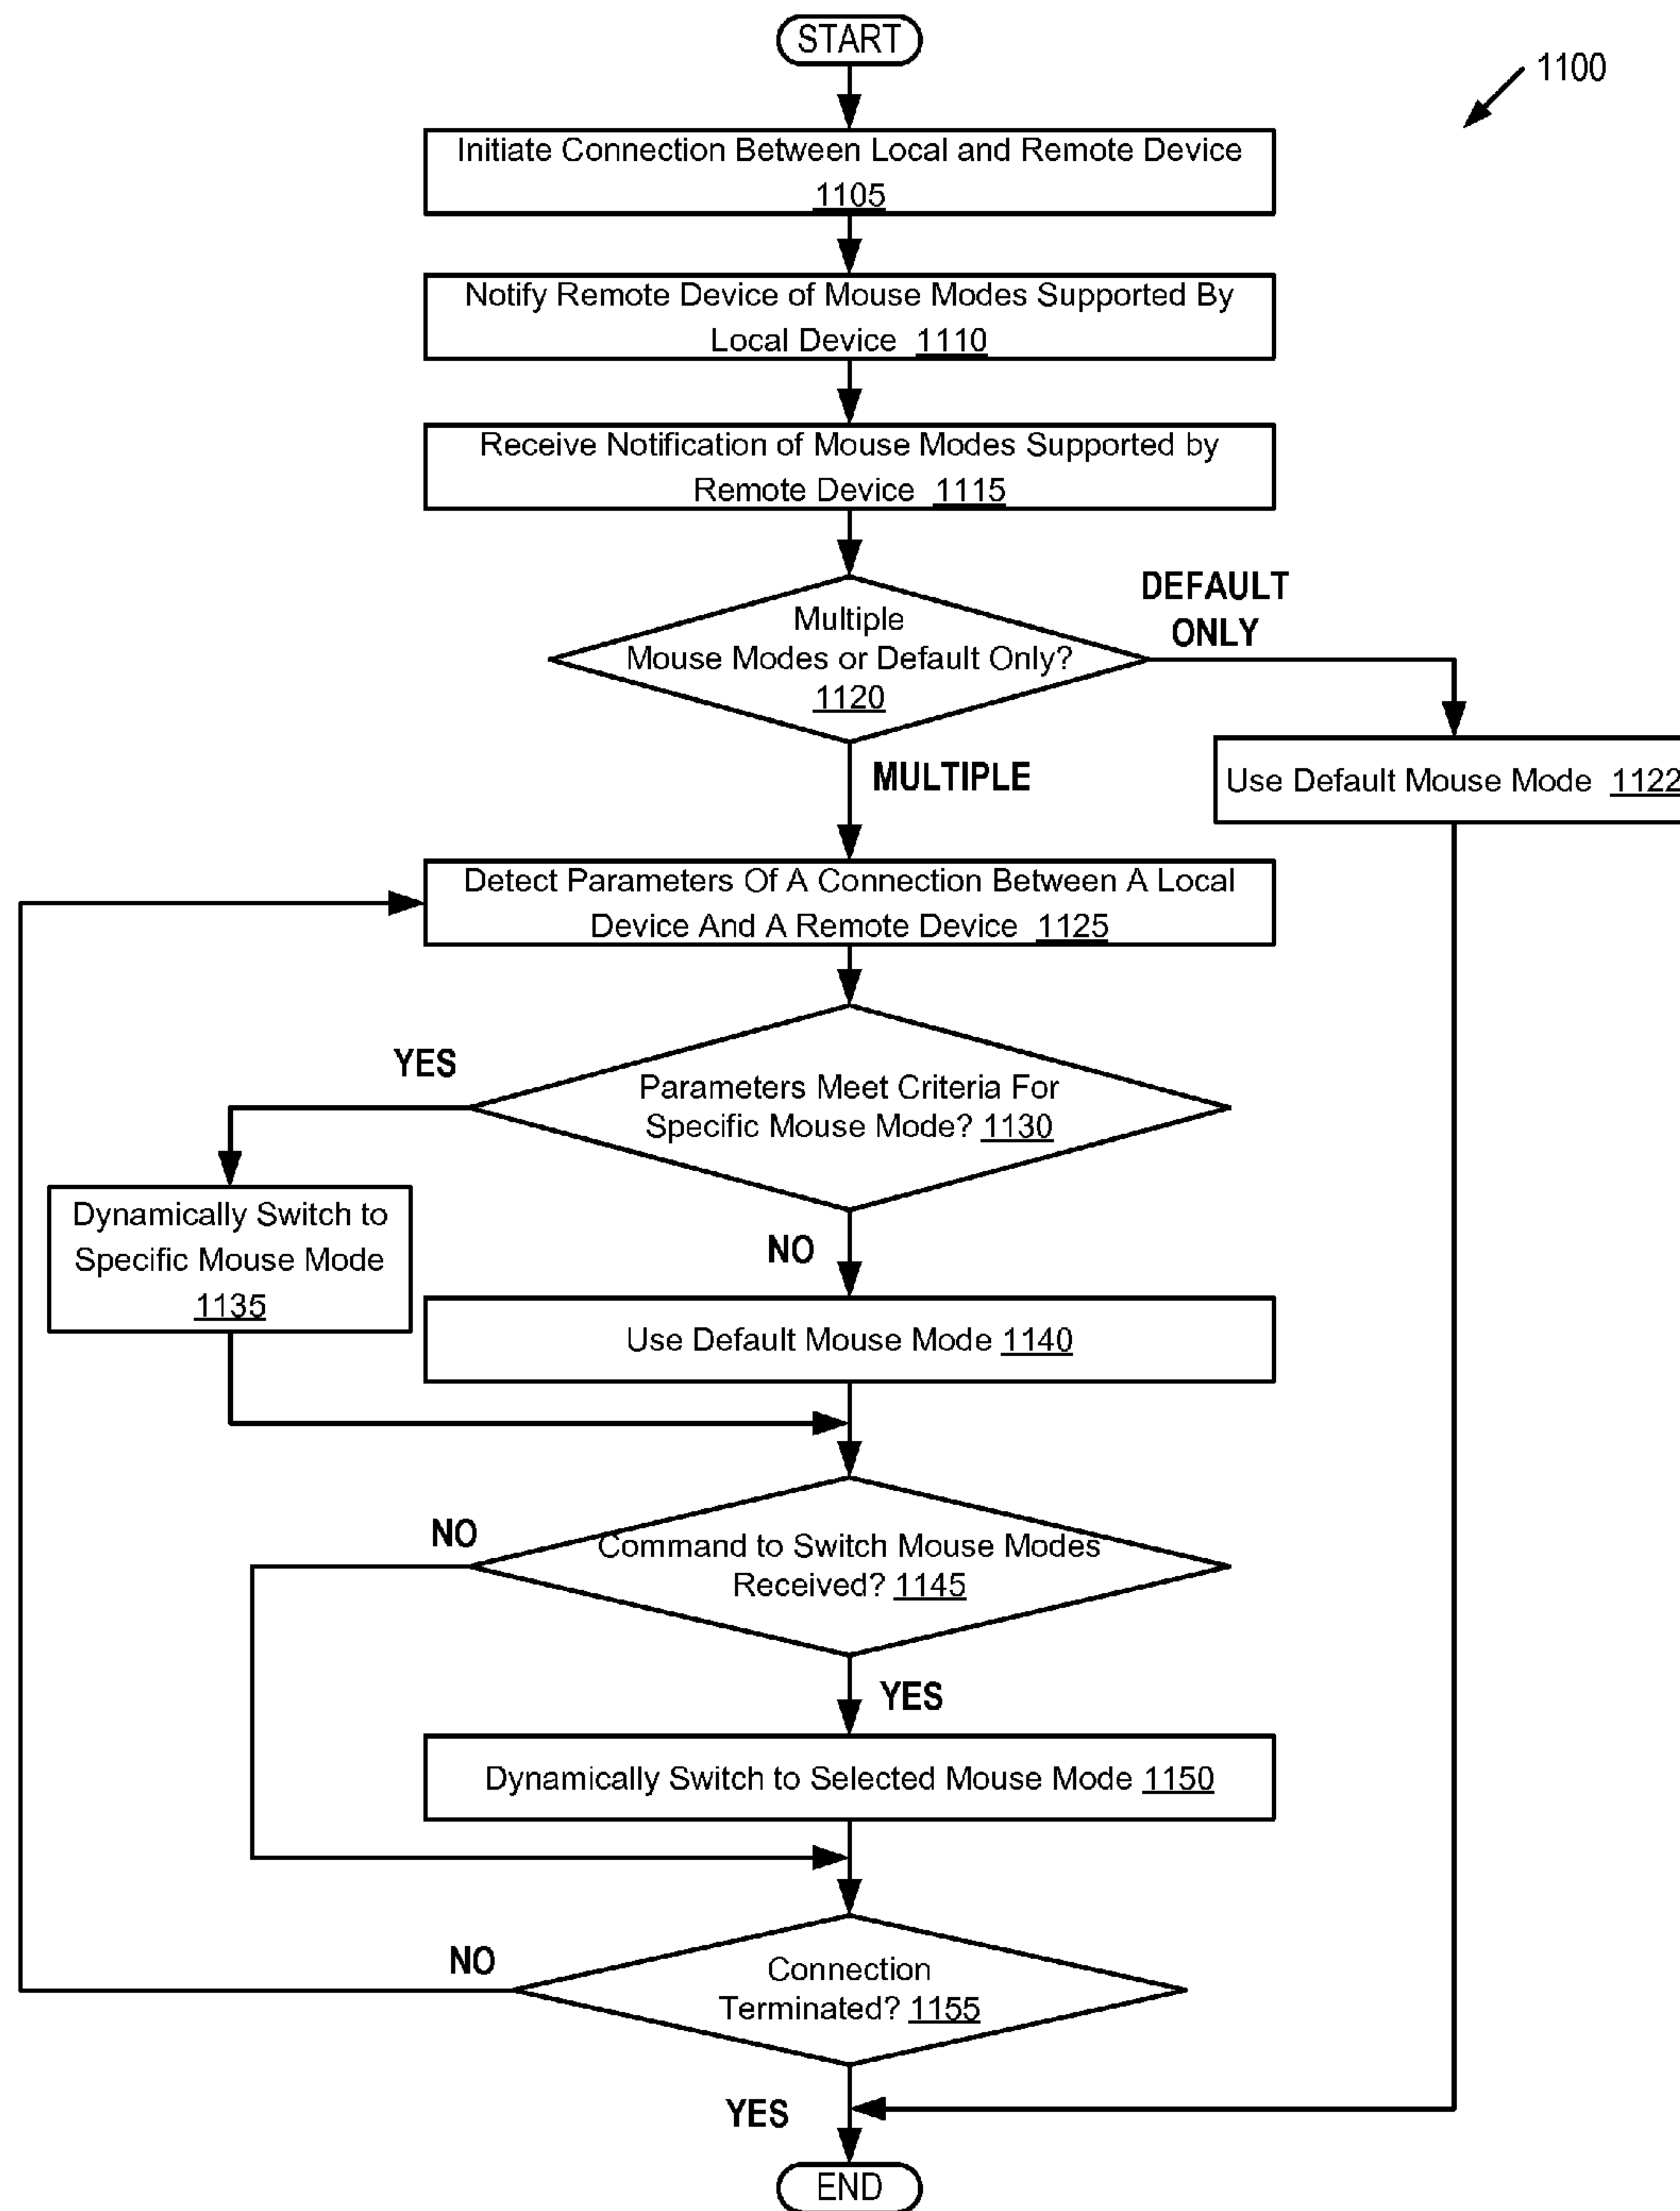 START
1100
Initiate Connection Between Local and Remote Device
1105
Notify Remote Device of Mouse Modes Supported By
Local Device 1110
Receive Notification of Mouse Modes Supported by
Remote Device 1115
Multiple
Mouse Modes or Default Only?
1120
DEFAULT
ONLY
MULTIPLE
Use Default Mouse Mode 1122
Detect Parameters Of A Connection Between A Local
Device And A Remote Device 1125
YES
Parameters Meet Criteria For
Specific Mouse Mode? 1130
Dynamically Switch to
Specific Mouse Mode
1135
NO
Use Default Mouse Mode 1140
NO
Command to Switch Mouse Modes
Received? 1145
YES
Dynamically Switch to Selected Mouse Mode 1150
NO
Connection
Terminated? 1155
YES
END